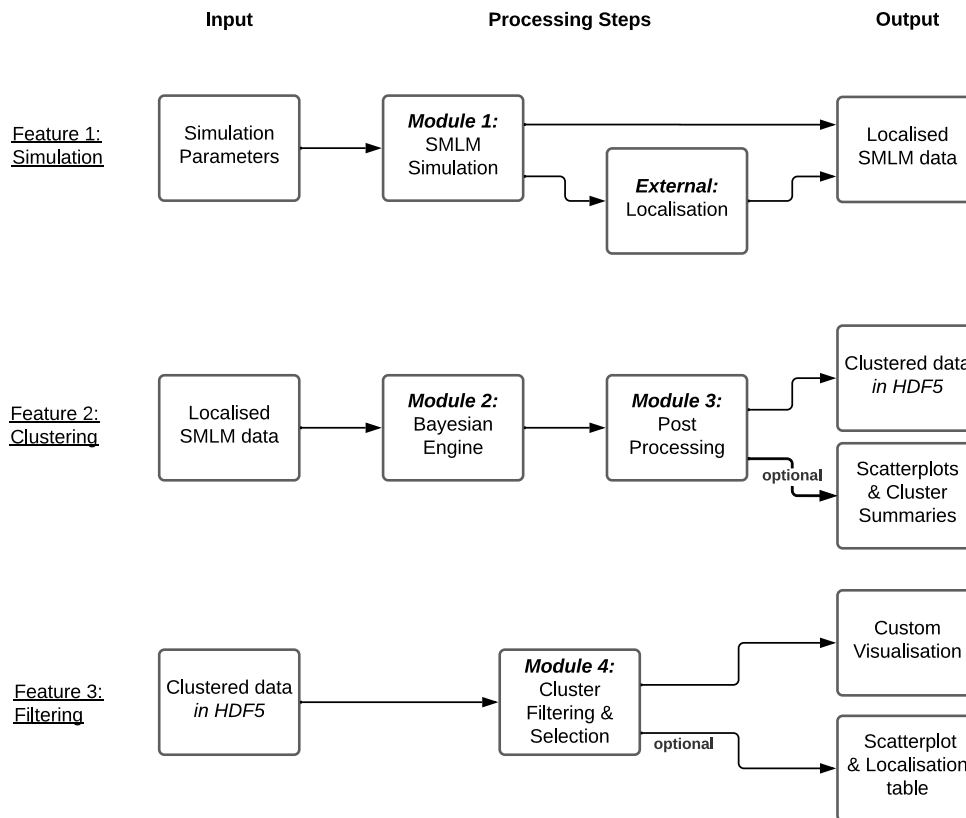 Input
Processing Steps
Output
Feature 1:
Simulation
Simulation
Parameters
Module 1:
SMLM
Simulation
External:
Localisation
Localised
SMLM data
Feature 2:
Clustering
Localised
SMLM data
Module 2:
Bayesian
Engine
Module 3:
Post
Processing
optional
Clustered data
in HDF5
Scatterplots
& Cluster
Summaries
Feature 3:
Filtering
Clustered data
in HDF5
Module 4:
Cluster
Filtering &
Selection
optional
Custom
Visualisation
Scatterplot
& Localisation
table